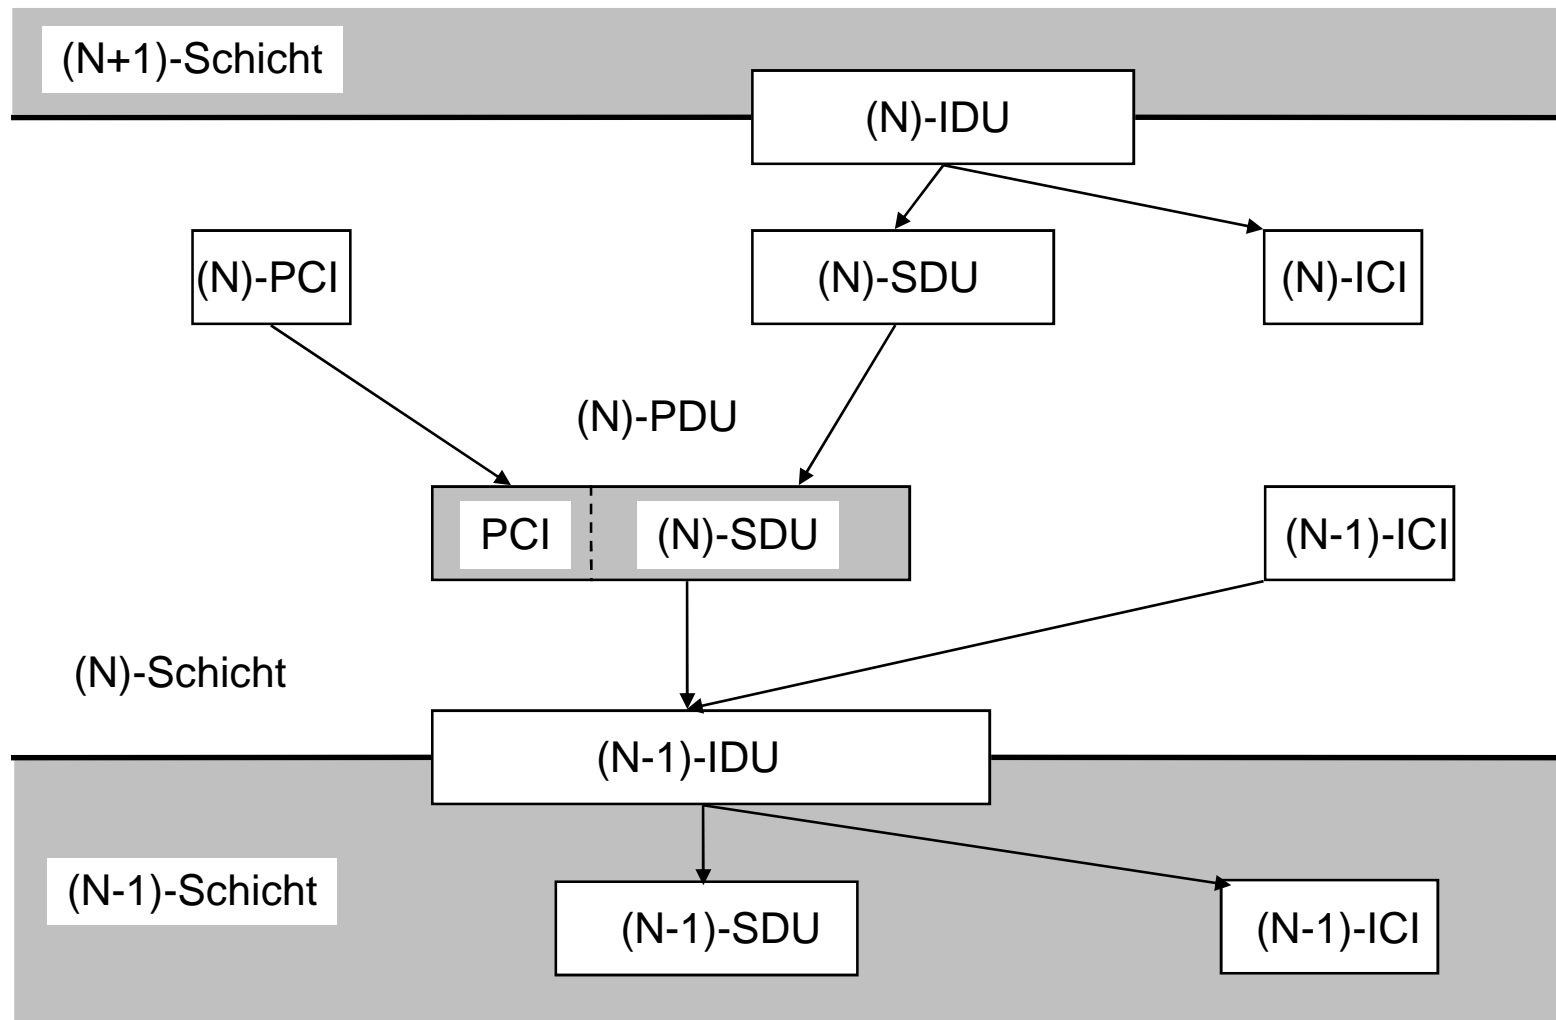 (N+1)-Schicht
(N)-IDU
(N)-PCI
(N)-SDU
(N)-ICI
(N)-PDU
PCI
(N)-SDU
(N-1)-ICI
(N)-Schicht
(N-1)-IDU
(N-1)-Schicht
(N-1)-SDU
(N-1)-ICI